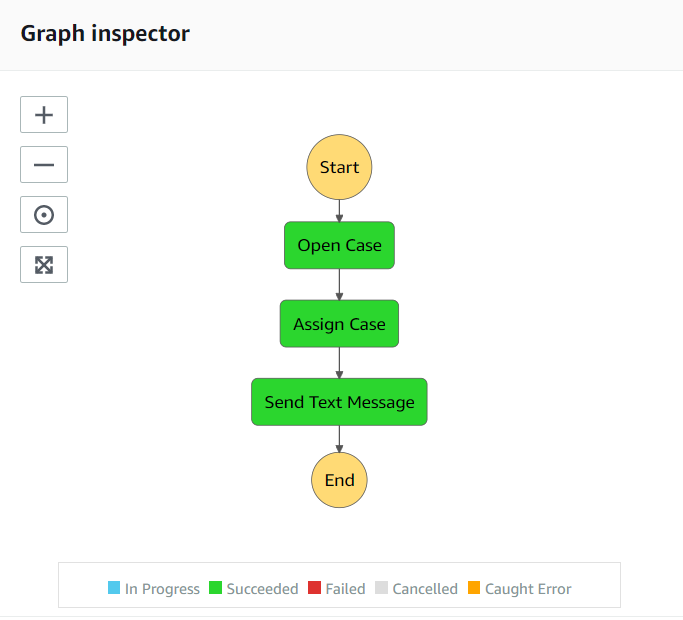 Graph inspector
Start
Open Case
Assign Case
Send Text Message
End
In Progress Succeeded Failed Cancelled Caught Error